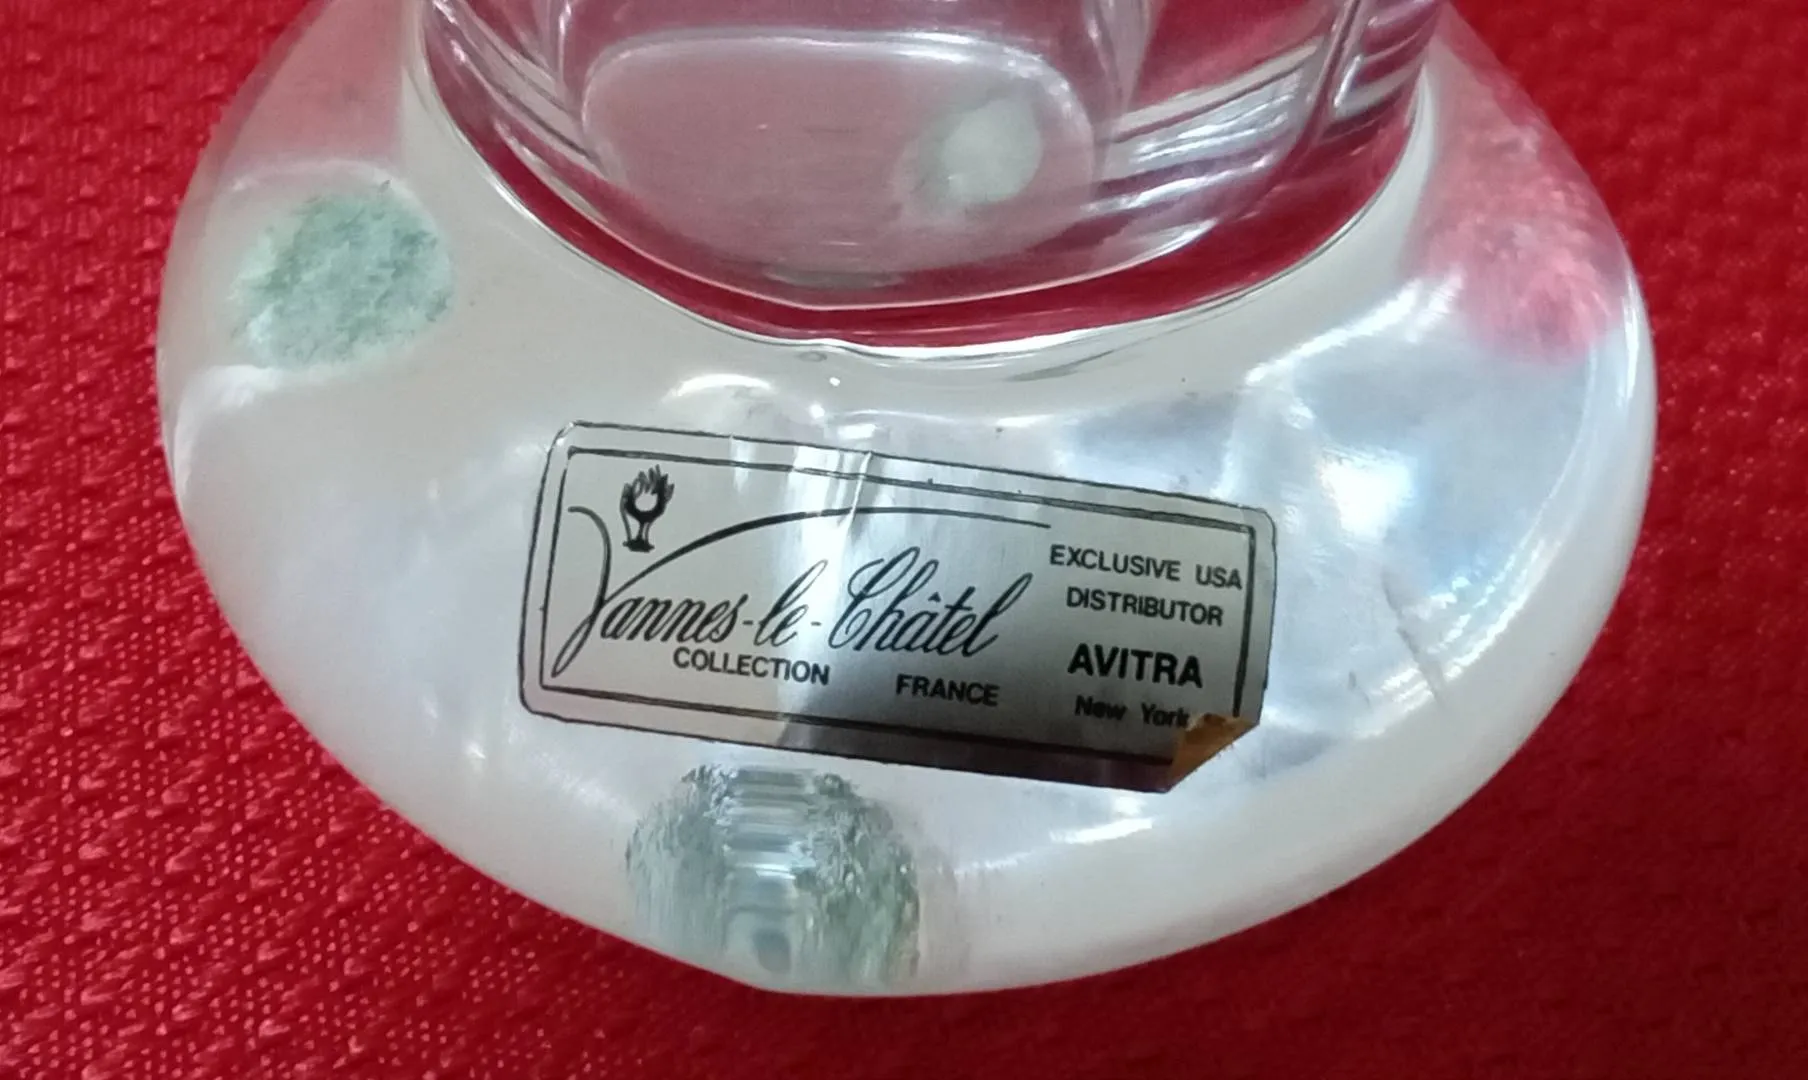 Vannes-le-Châtel
COLLECTION FRANCE
EXCLUSIVE USA
DISTRIBUTOR
AVITRA
New York